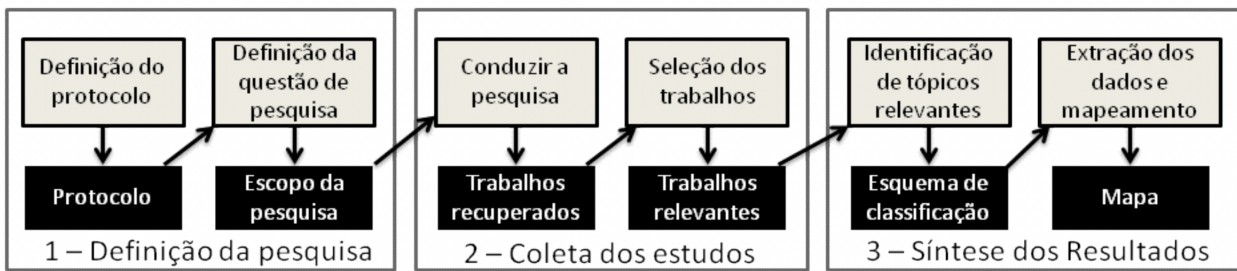 Definição do
protocolo
Protocolo
Definição da
questão de
pesquisa
Escopo da
pesquisa
1 – Definição da pesquisa
Conduzir a
pesquisa
Trabalhos
recuperados
Seleção dos
trabalhos
Trabalhos
relevantes
2 – Coleta dos estudos
Identificação
de tópicos
relevantes
Esquema de
classificação
Extração dos
dados e
mapeamento
Mapa
3 – Síntese dos Resultados